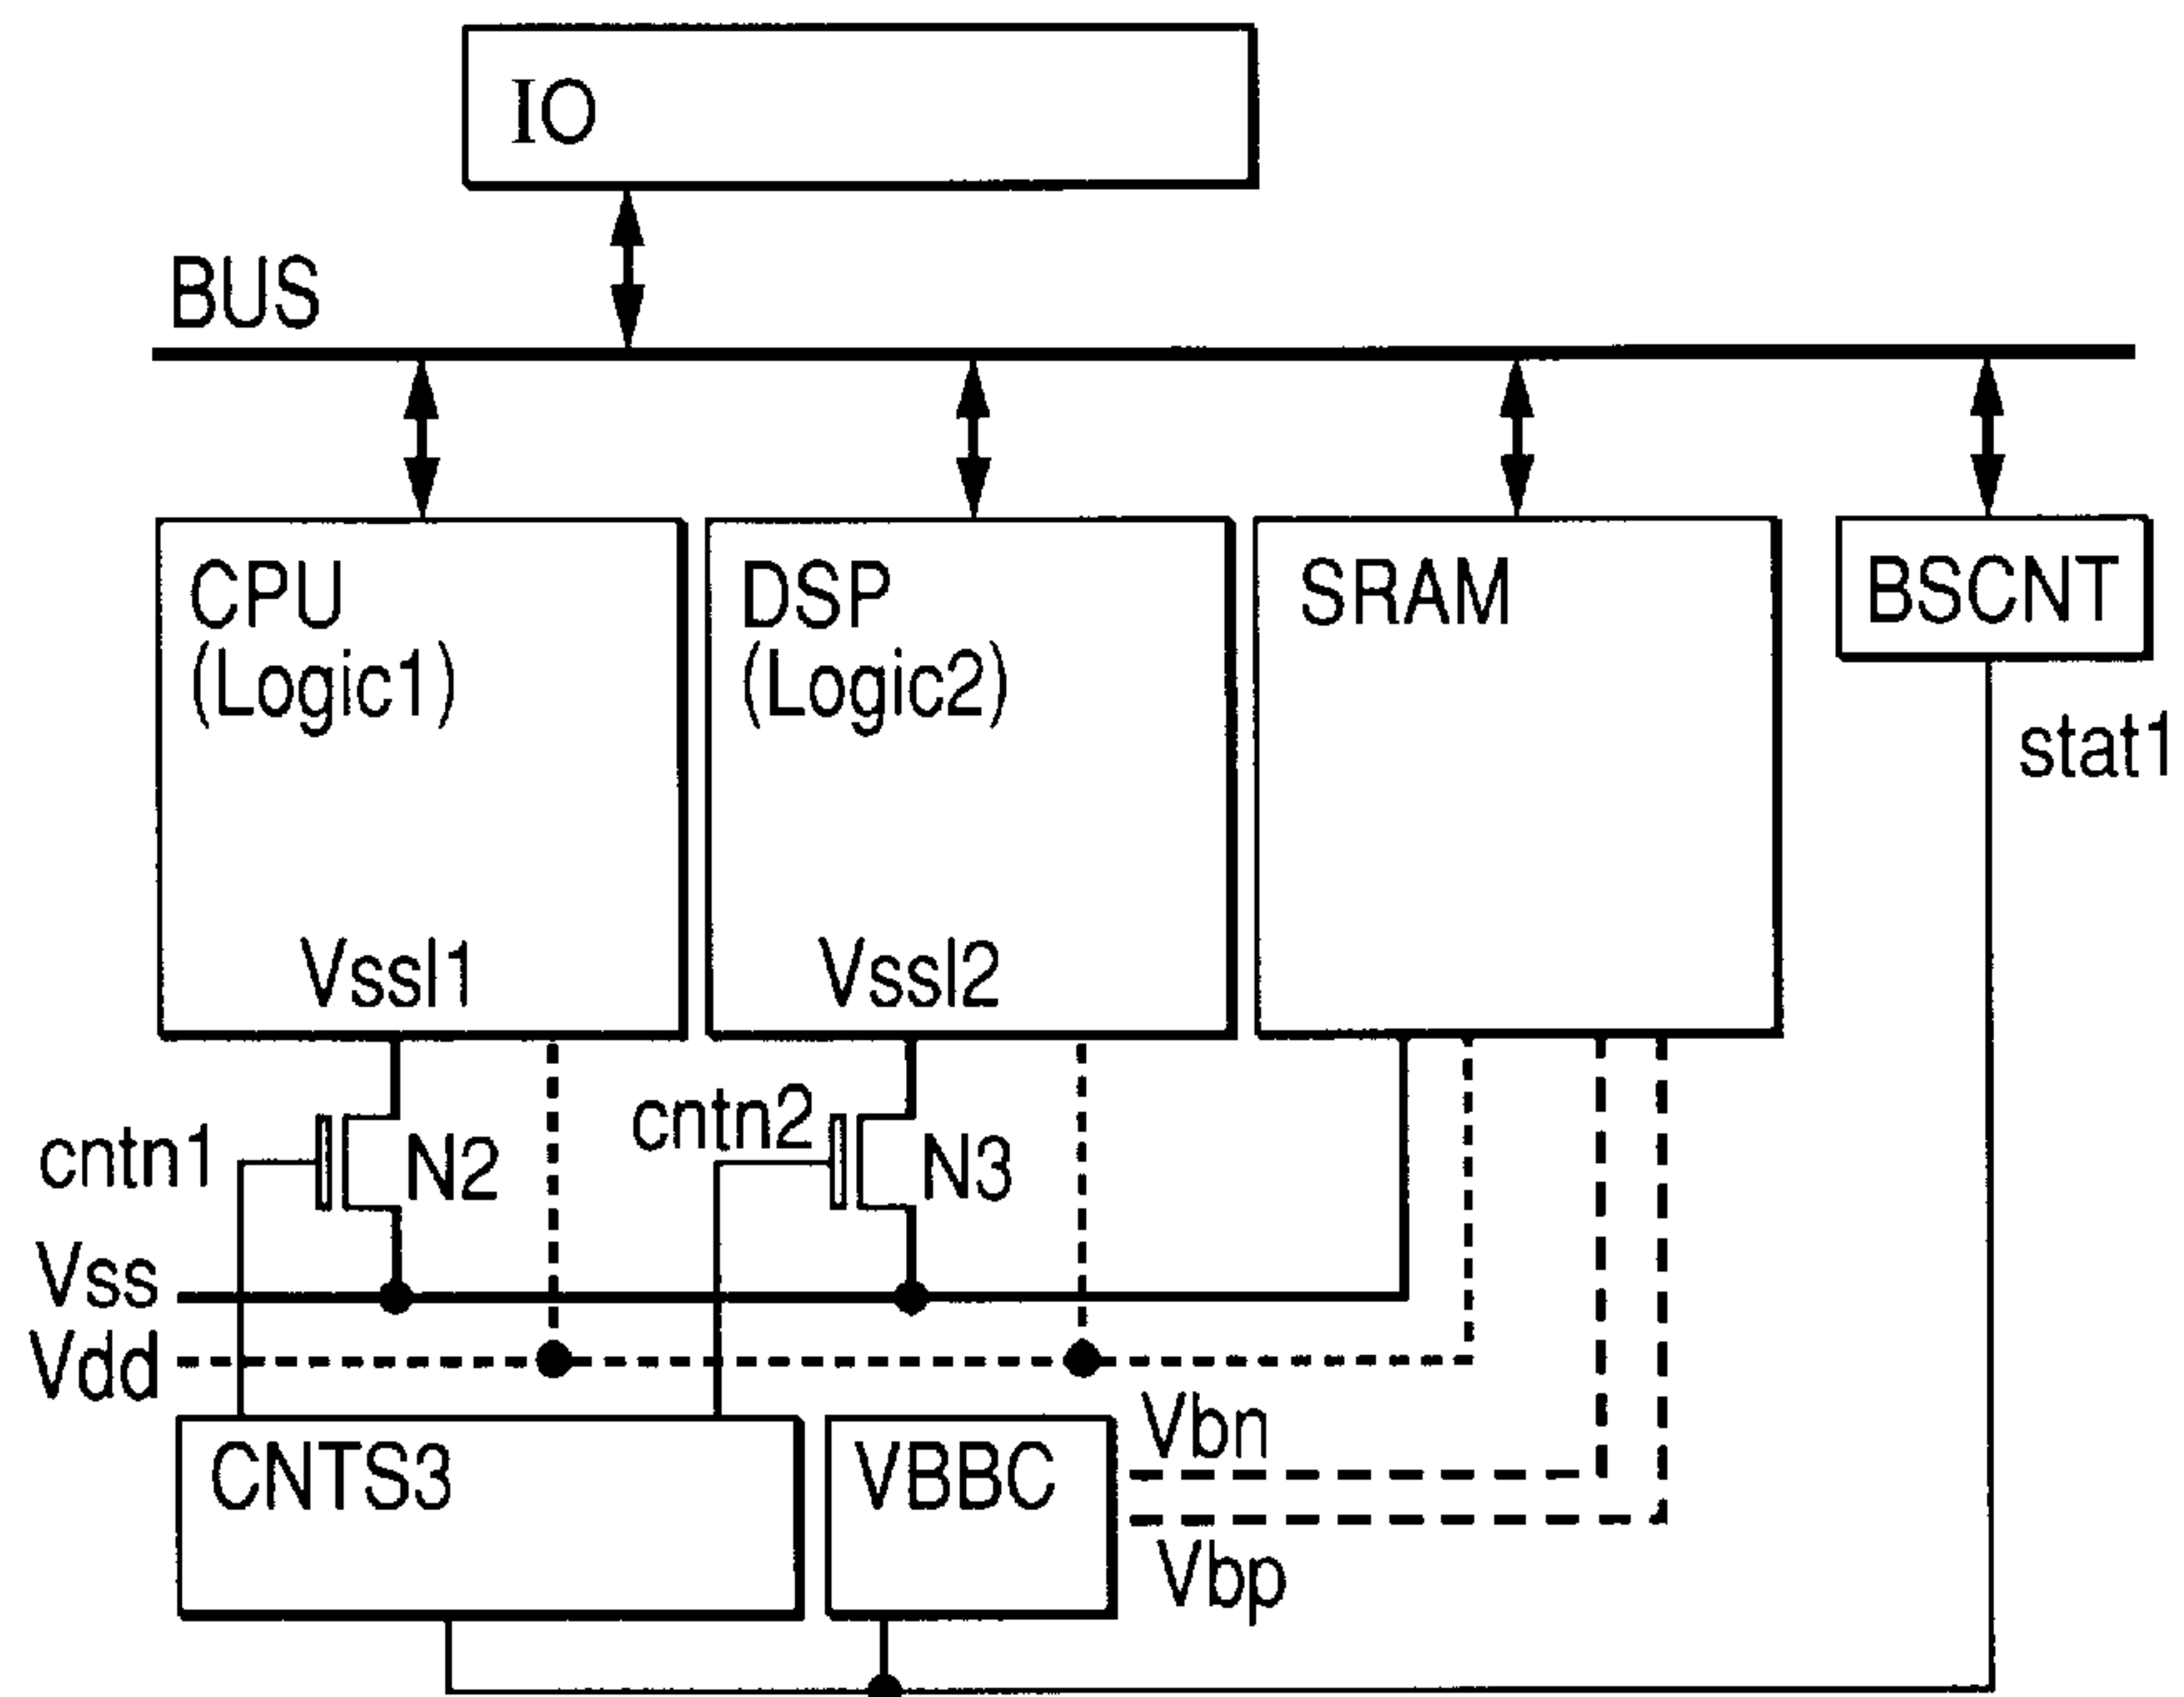 IO
BUS
CPU
(Logic1)
DSP
(Logic2)
SRAM
BSCNT
stat1
Vssl1
Vssl2
cntn1
N2
cntn2
N3
Vss
Vdd
CNTS3
VBBC
Vbn
Vbp